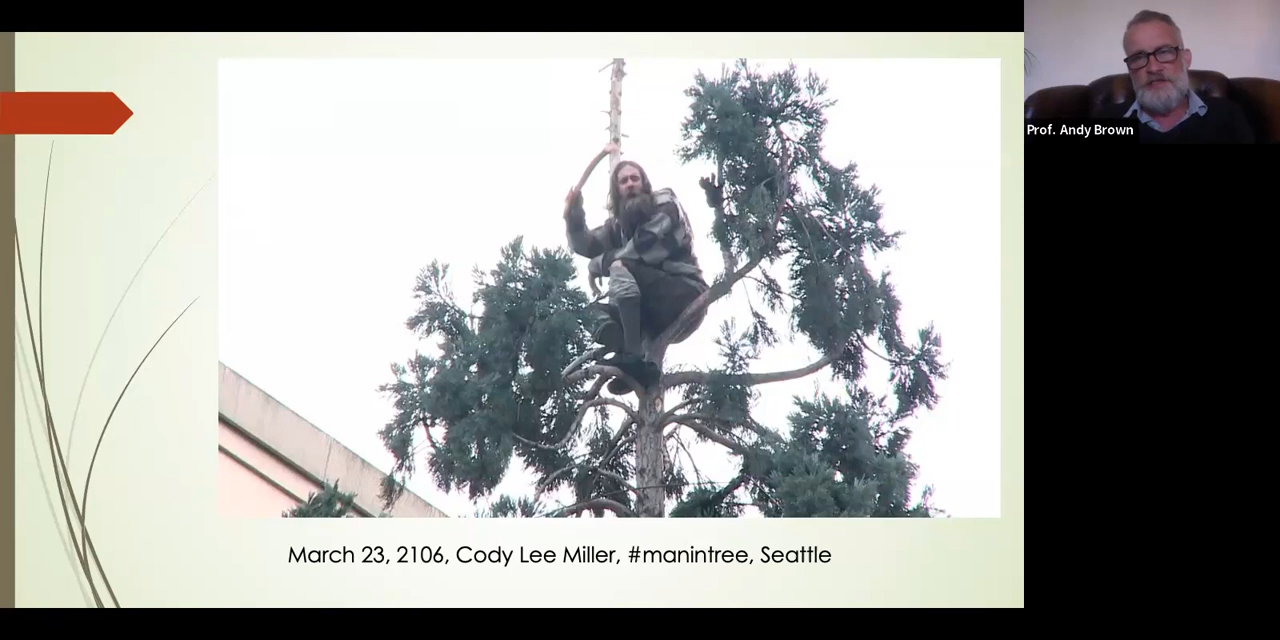 Prof. Andy Brown
March 23, 2106, Cody Lee Miller, #manintree, Seattle